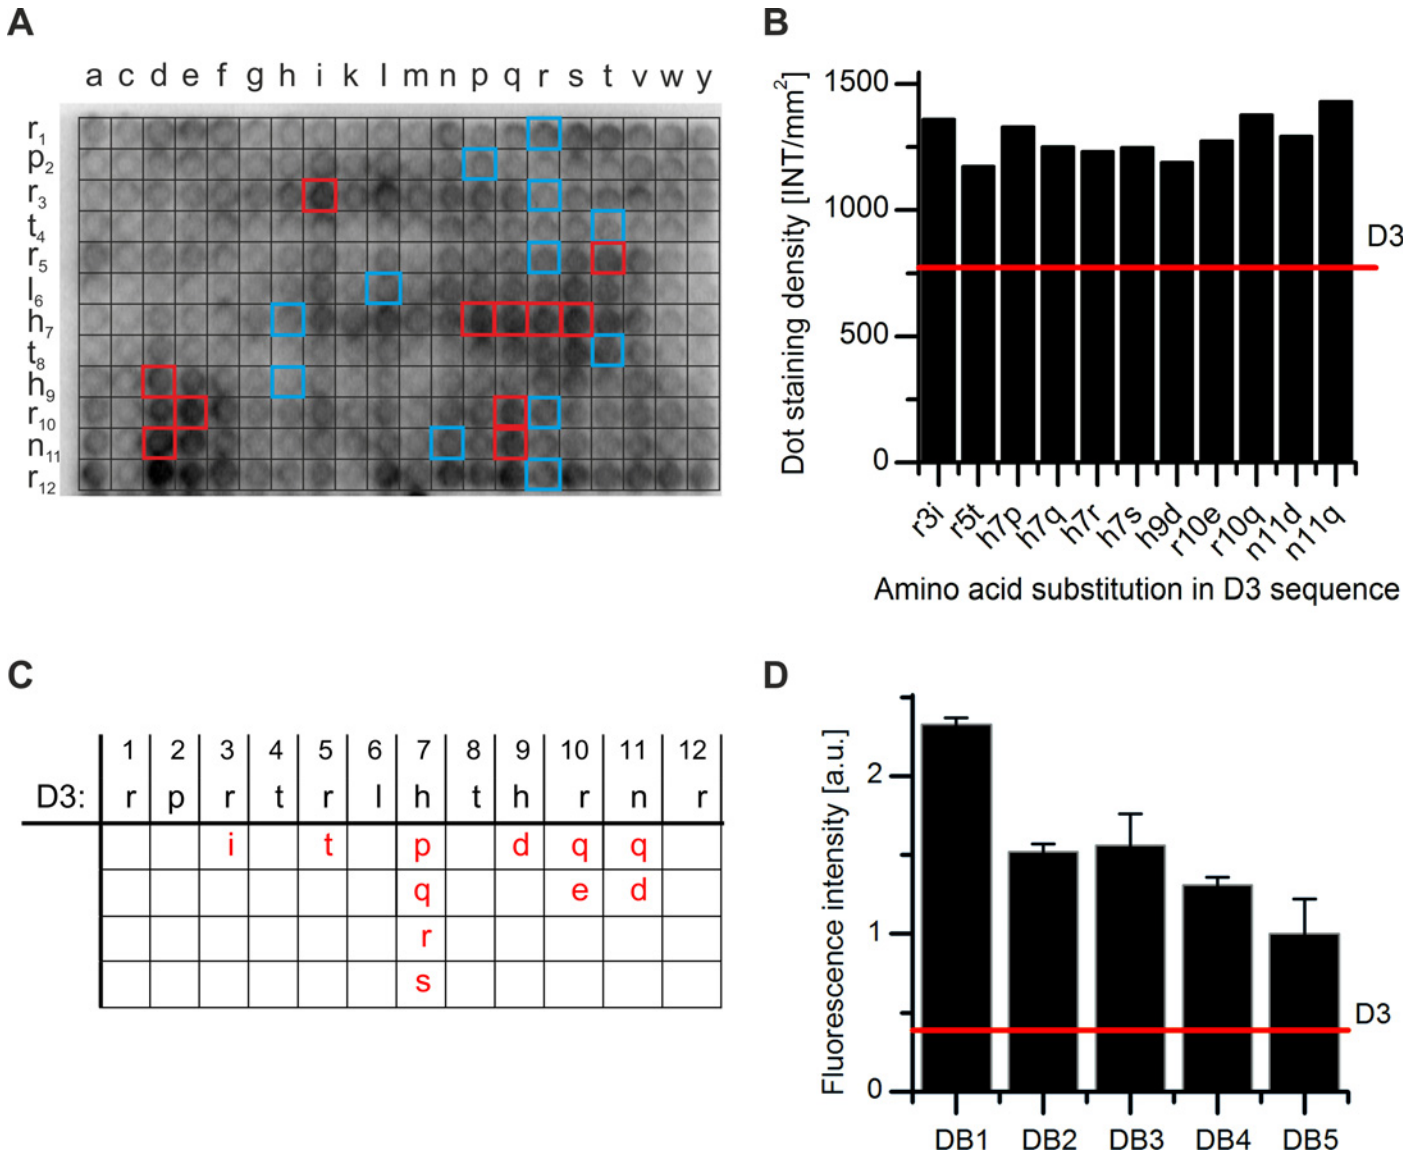 A
a c d e f g h i k l m n p q r s t v w y
r1
p2
r3
t4
r5
l6
h7
t8
h9
r10
n11
r12
B
Dot staining density [INT/mm²]
1500
1000
500
0
D3
r3i r5t h7p h7q h7r h7s h9d r10e r10q n11d n11q
Amino acid substitution in D3 sequence
C
1 2 3 4 5 6 7 8 9 10 11 12
D3: r p r t r l h t h r n r
i t p d q q
q e d
r
s
D
Fluorescence intensity [a.u.]
2
1
0
D3
DB1 DB2 DB3 DB4 DB5